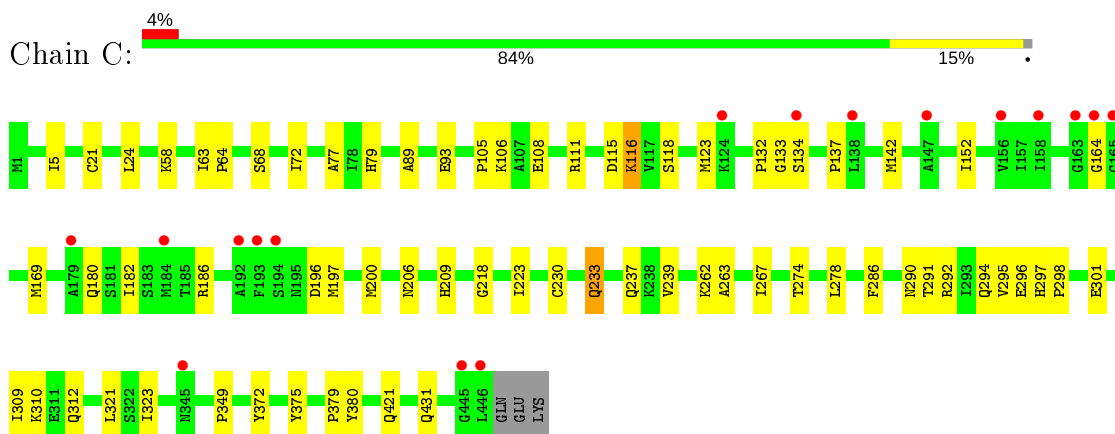 4%
Chain C:
84% 15% •
M1 I5 C21 L24 K58 I63 P64 S68 I72 A77 I78 H79 A89 E93 P105 K106 A107 E108 R111 D115 K116 V117 S118 M123 K124 P132 G133 S134 P137 L138 M142 A147 I152 V156 I157 I158 G163 G164 G165
M169 A179 Q180 S181 I182 S183 M184 T185 R186 A192 F193 S194 N195 D196 M197 M200 N206 H209 G218 I223 C230 Q233 Q237 K238 V239 K262 A263 I267 T274 L278 F286 N290 T291 R292 I293 Q294 V295 E296 H297 P298 E301
I309 K310 E311 Q312 L321 S322 I323 N345 P349 Y372 Y375 P379 Y380 Q421 Q431 G445 L446 GLN GLU LYS